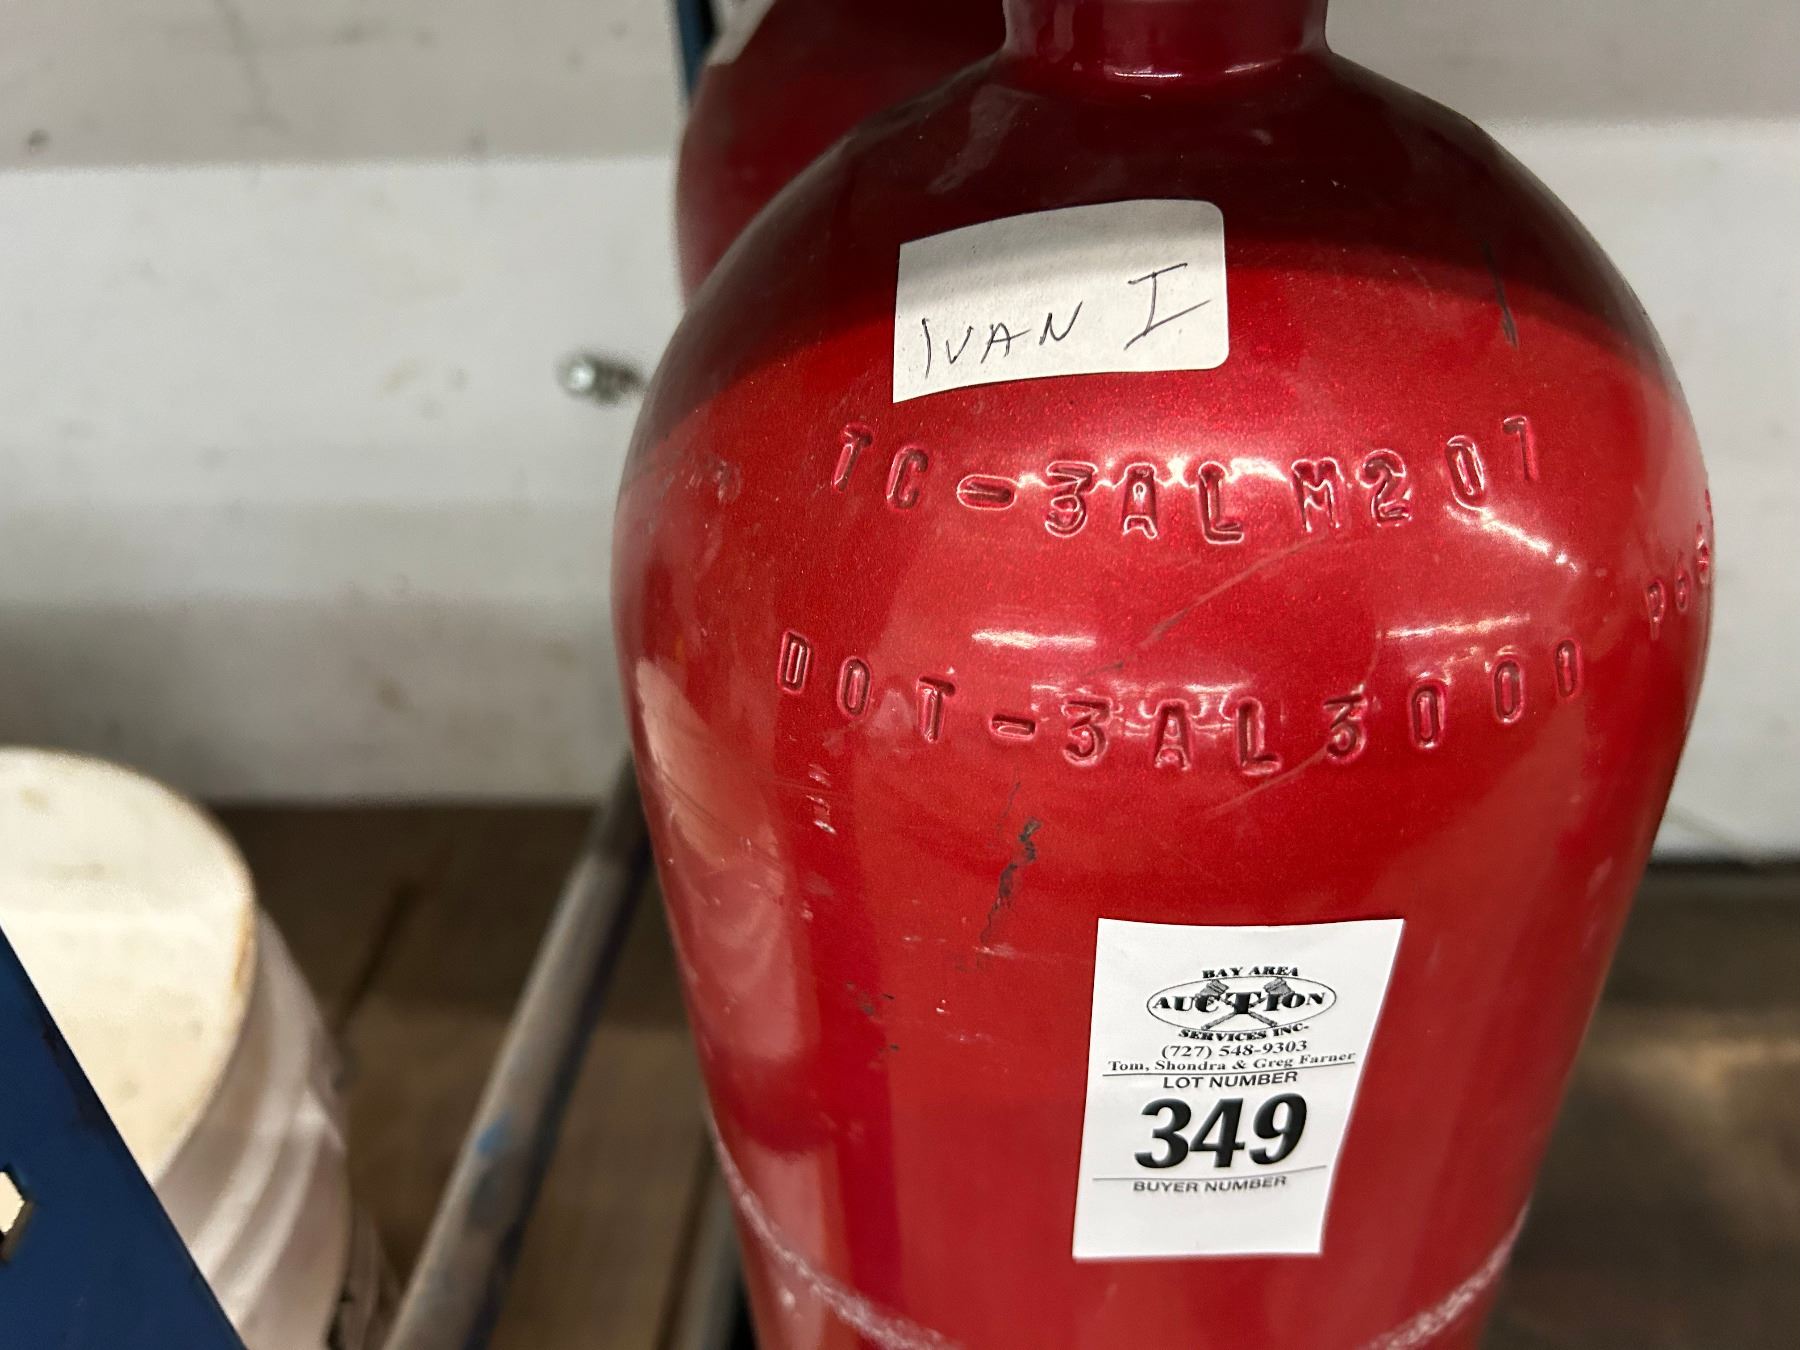 IVAN I
TC-3ALM207
DOT-3AL3000
BAY AREA
AUCTION
SERVICES INC.
(727) 548-9303
Tom, Shondra & Greg Farner
LOT NUMBER
349
BUYER NUMBER